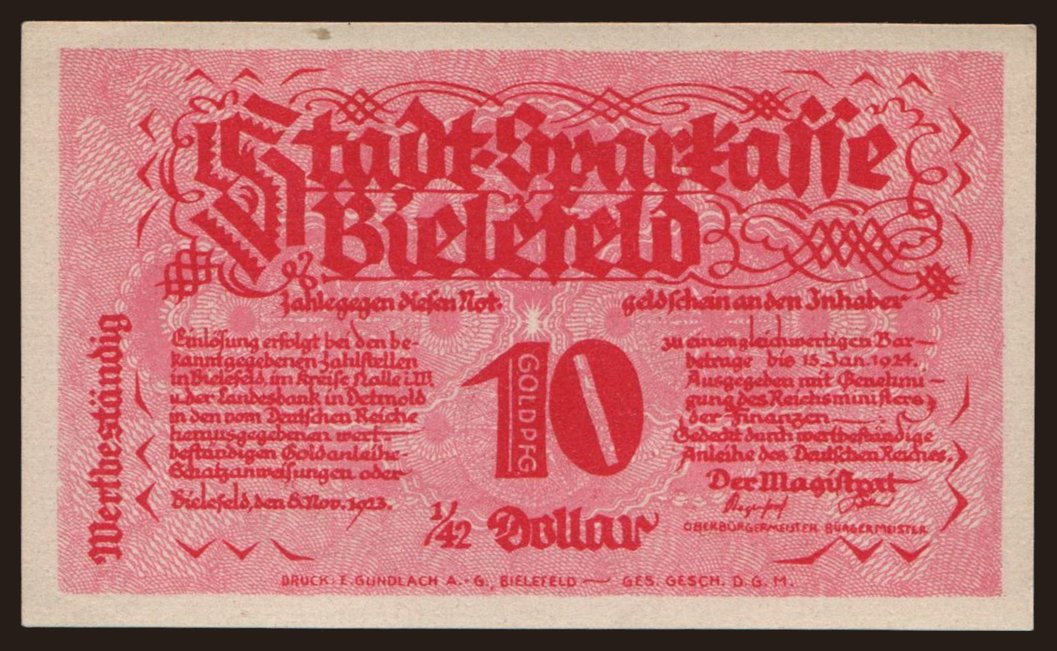 Stadt-Sparkasse
Bielefeld
zahle gegen diesen Not-
geldschein an den Inhaber
Wertbeständig
Einlösung erfolgt bei den be-
kanntgegebenen Zahlstellen
in Bielefeld, im Kreise Halle i.W.
u. der Landesbank in Detmold
in den vom Deutschen Reiche
herausgegebenen wert-
beständigen Goldanleihe-
Schatzanweisungen oder
Bielefeld, den 8. Nov. 1923.
10
GOLDPFG
1/42 Dollar
zu einem gleichwertigen Bar-
betrage bis 15. Jan. 1924.
Ausgegeben mit Genehmi-
gung des Reichsministers
der Finanzen
Gedeckt durch wertbeständige
Anleihe des Deutschen Reiches.
Der Magistrat
OBERBÜRGERMEISTER BÜRGERMEISTER
DRUCK: E. GUNDLACH A.-G., BIELEFELD — GES. GESCH. D. G. M.